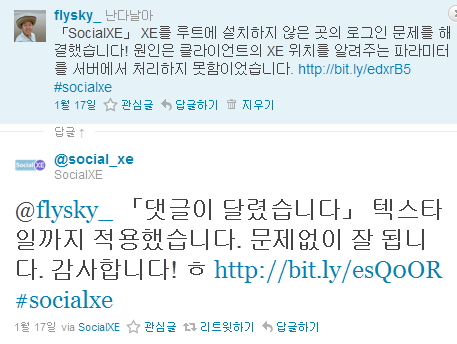 flysky_ 난다날아
「SocialXE」 XE를 루트에 설치하지 않은 곳의 로그인 문제를 해
결했습니다! 원인은 클라이언트의 XE 위치를 알려주는 파라미터
를 서버에서 처리하지 못함이었습니다. http://bit.ly/edxrB5
#socialxe
1월 17일 관심글 답글하기 지우기
답글 ↑
SocialXE
@social_xe
SocialXE
@flysky_ 「댓글이 달렸습니다」 텍스타
일까지 적용했습니다. 문제없이 잘 됩니
다. 감사합니다! ㅎ http://bit.ly/esQ0OR
#socialxe
1월 17일 via SocialXE 관심글 리트윗하기 답글하기